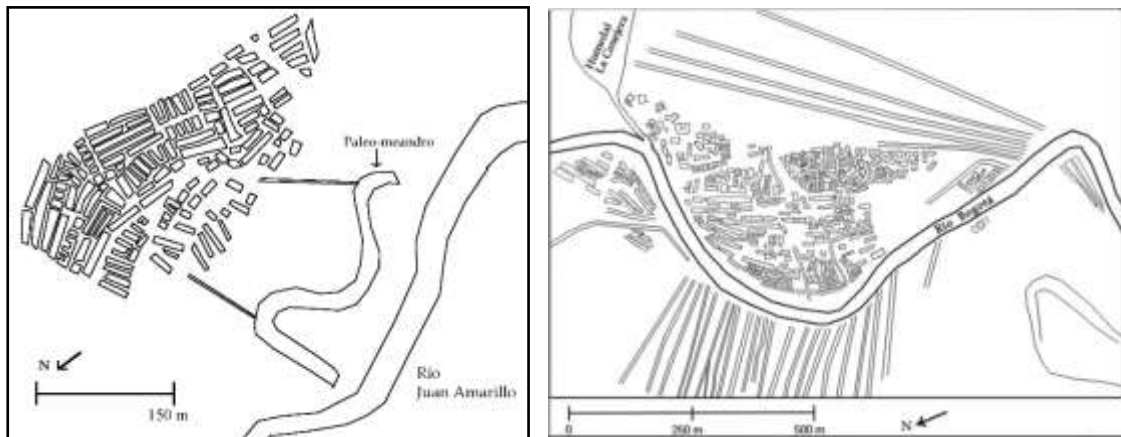 Paleo-meandro
N
150 m
Río
Juan Amarillo
Humedal
La Conejera
Río Bogotá
0
250 m
500 m
N